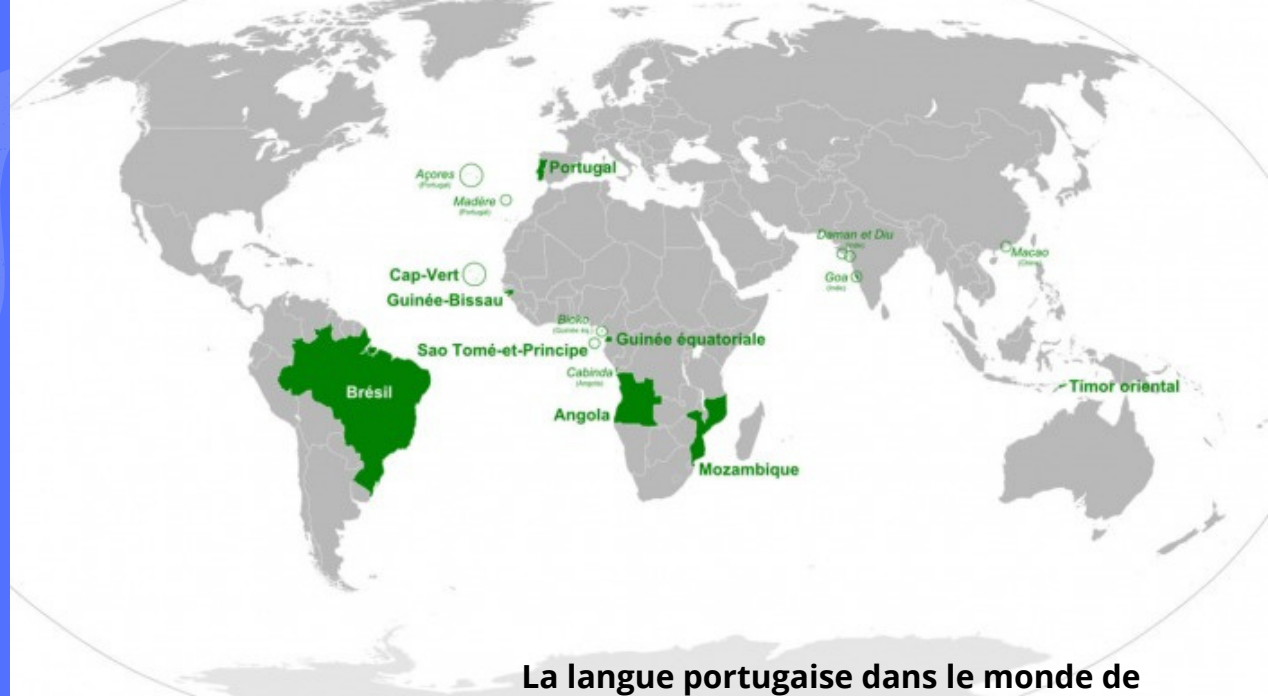 Portugal
Açores
(Portugal)
Madère
(Portugal)
Daman et Diu
(Inde)
Macao
(Chine)
Goa
(Inde)
Cap-Vert
Guinée-Bissau
Bioko
(Guinée éq.)
Guinée équatoriale
Sao Tomé-et-Principe
Cabinda
(Angola)
Brésil
Timor oriental
Angola
Mozambique
La langue portugaise dans le monde de